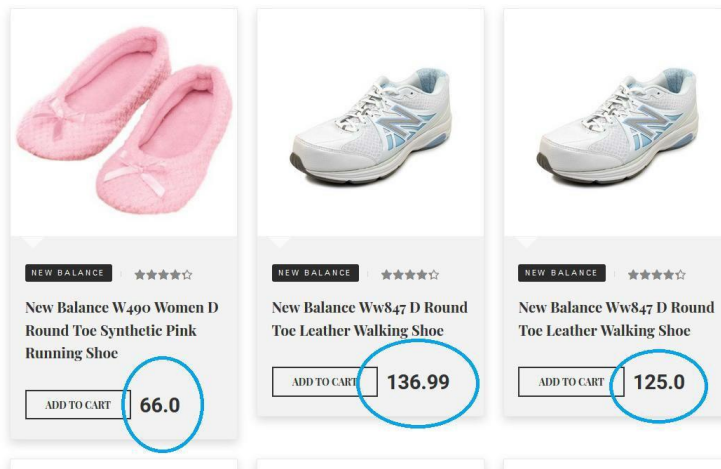 NEW BALANCE
New Balance W490 Women D
Round Toe Synthetic Pink
Running Shoe
ADD TO CART 66.0
NEW BALANCE
New Balance Ww847 D Round
Toe Leather Walking Shoe
ADD TO CART 136.99
NEW BALANCE
New Balance Ww847 D Round
Toe Leather Walking Shoe
ADD TO CART 125.0